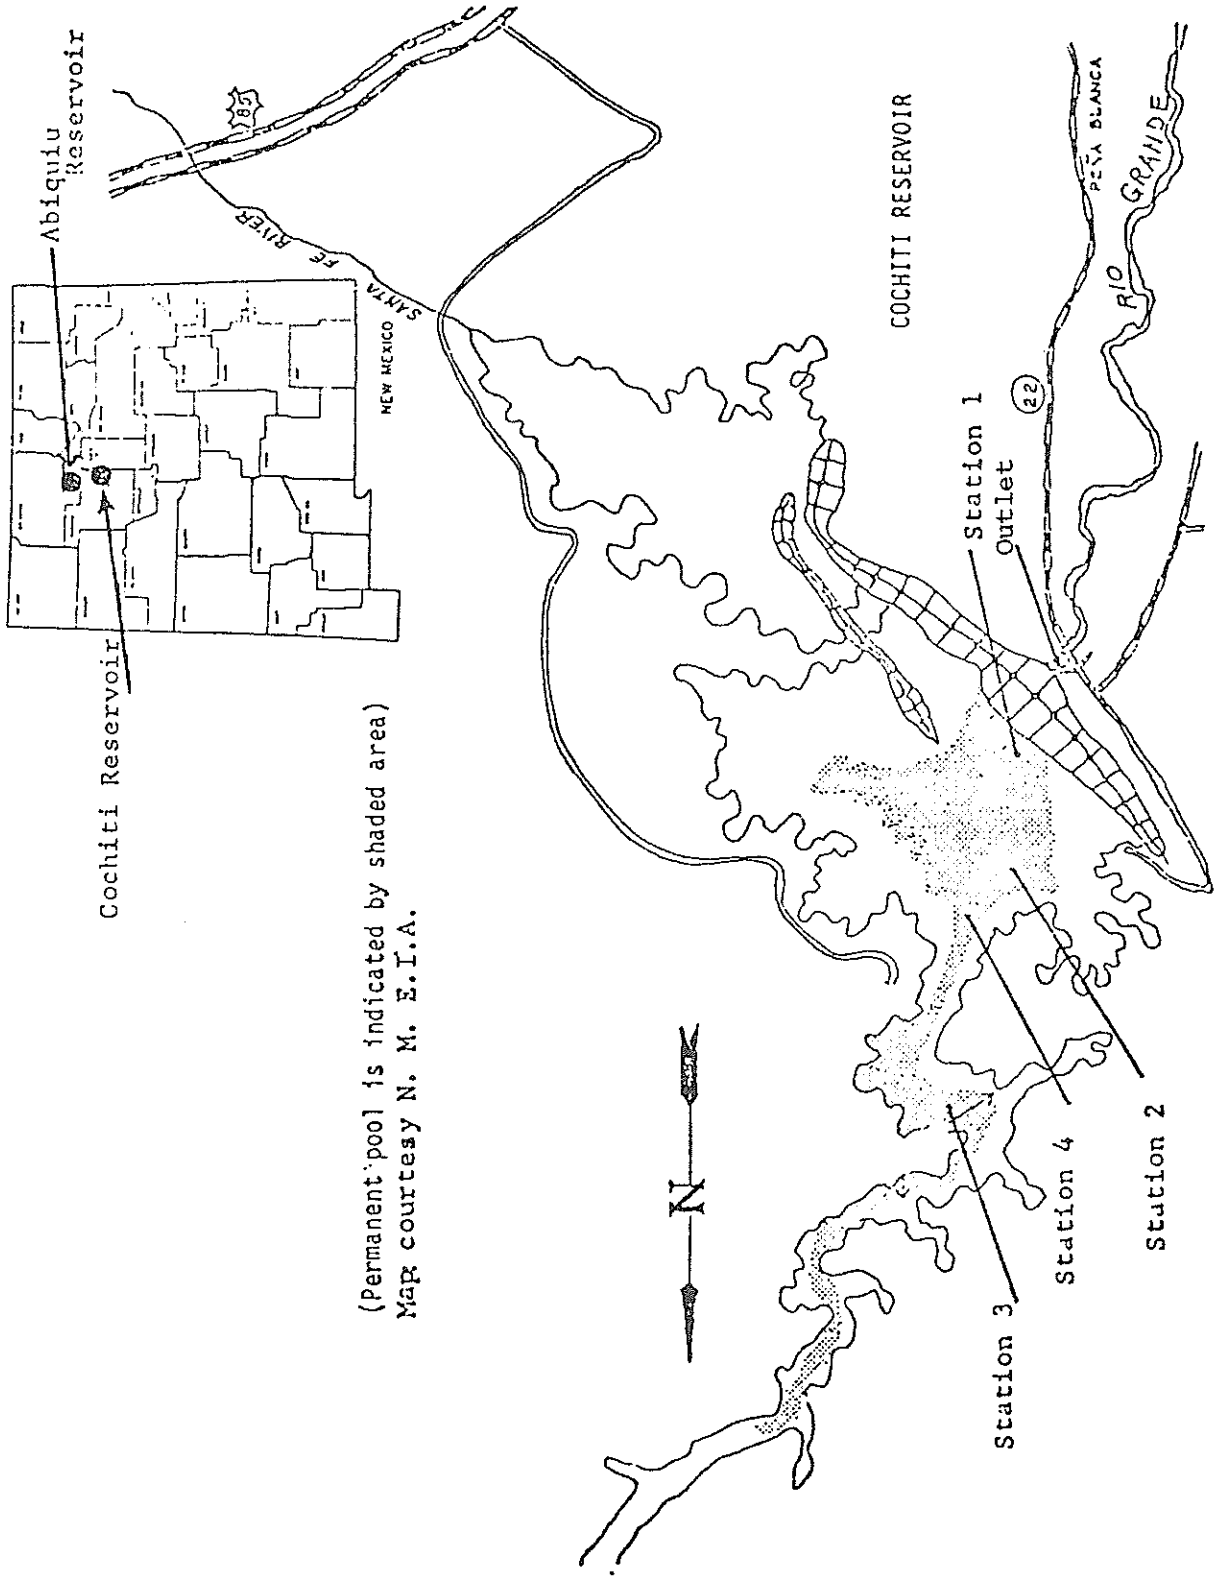 Abiquiu
Reservoir
Cochiti Reservoir
NEW MEXICO
85
SANTA FE RIVER
(Permanent pool is indicated by shaded area)
Map courtesy N. M. E.I.A.
N
COCHITI RESERVOIR
Station 1
Outlet
22
PEÑA BLANCA
RIO GRANDE
Station 3
Station 4
Station 2